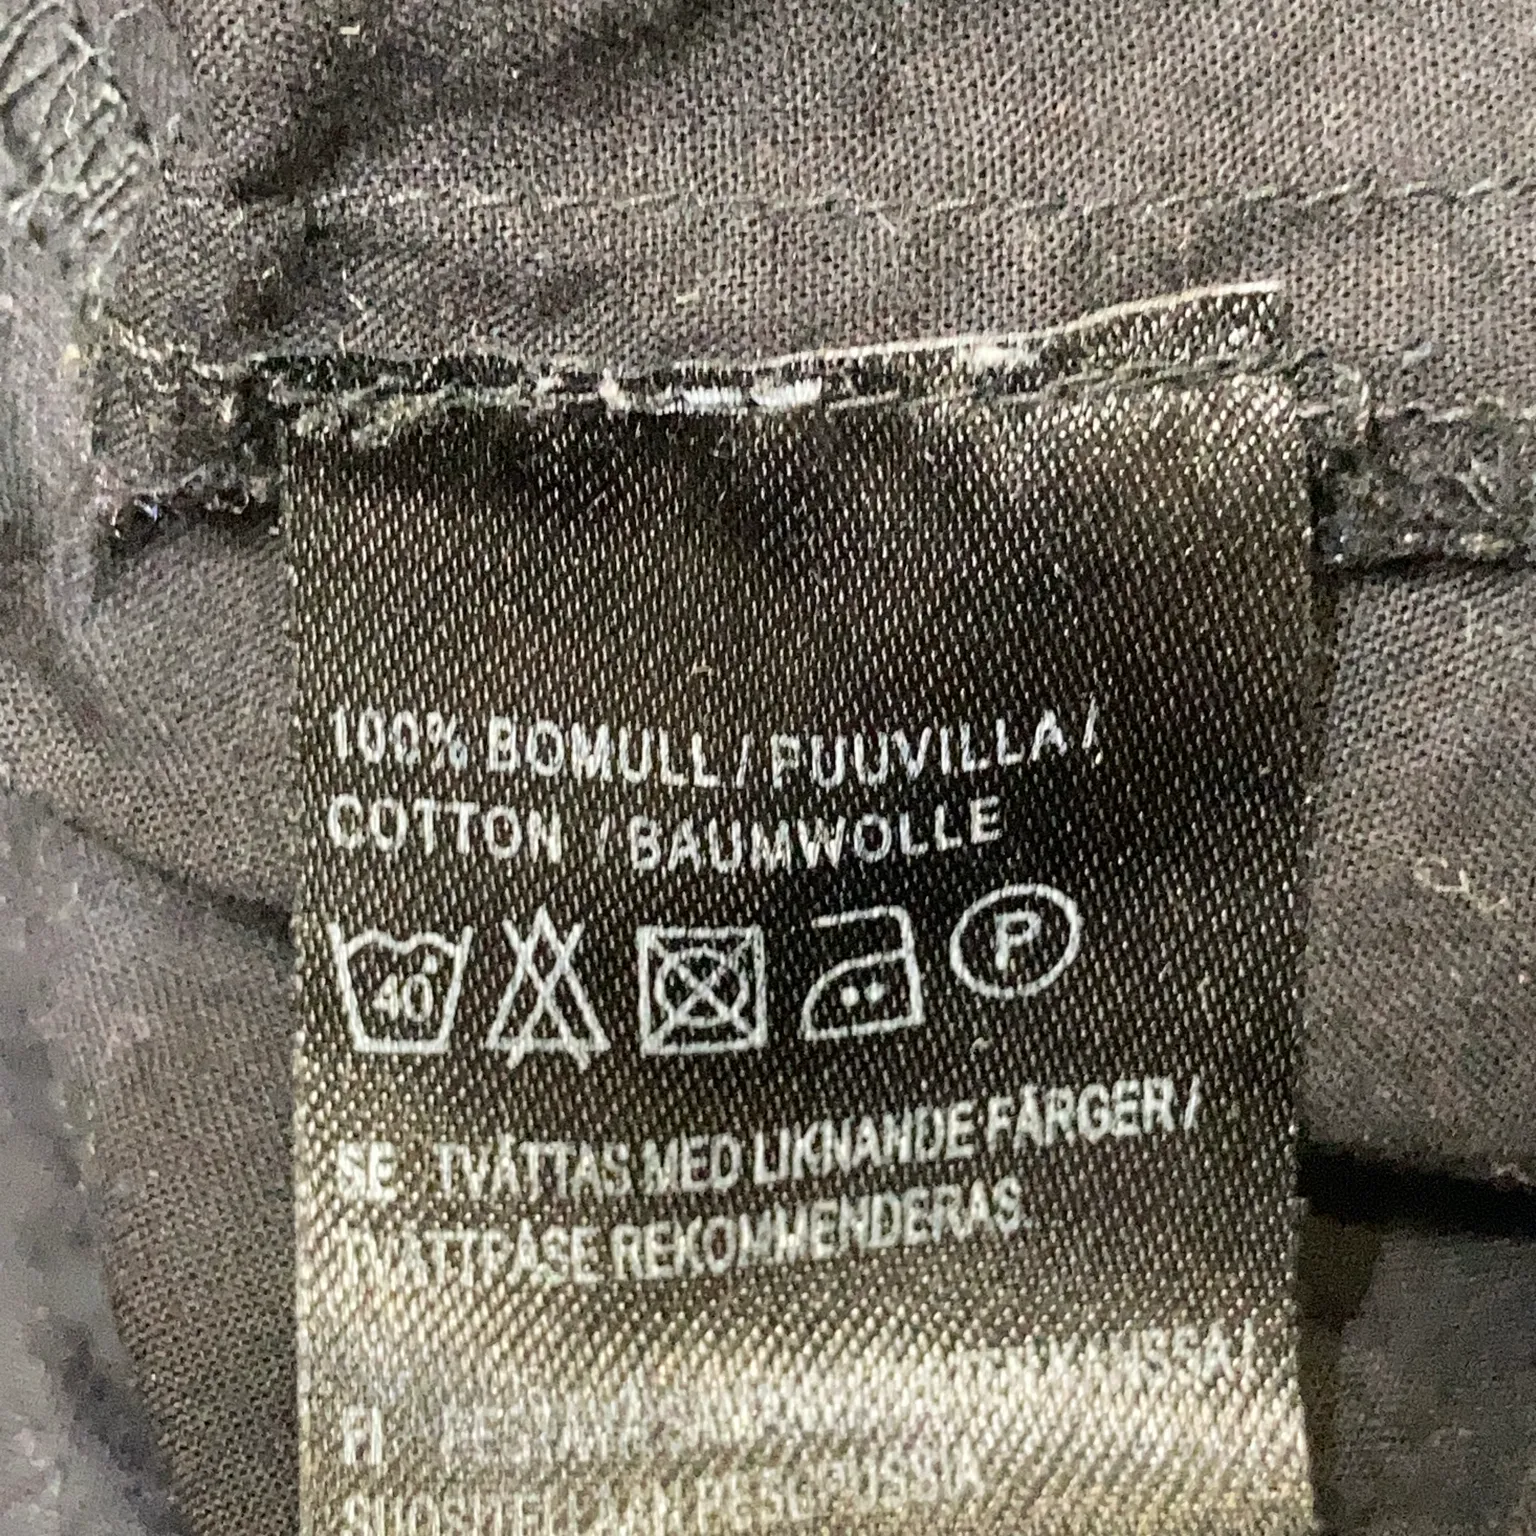 100% BOMULL / PUUVILLA /
COTTON / BAUMWOLLE
40 P
SE TVÄTTAS MED LIKNANDE FÄRGER /
TVÄTTPÅSE REKOMMENDERAS.
FI